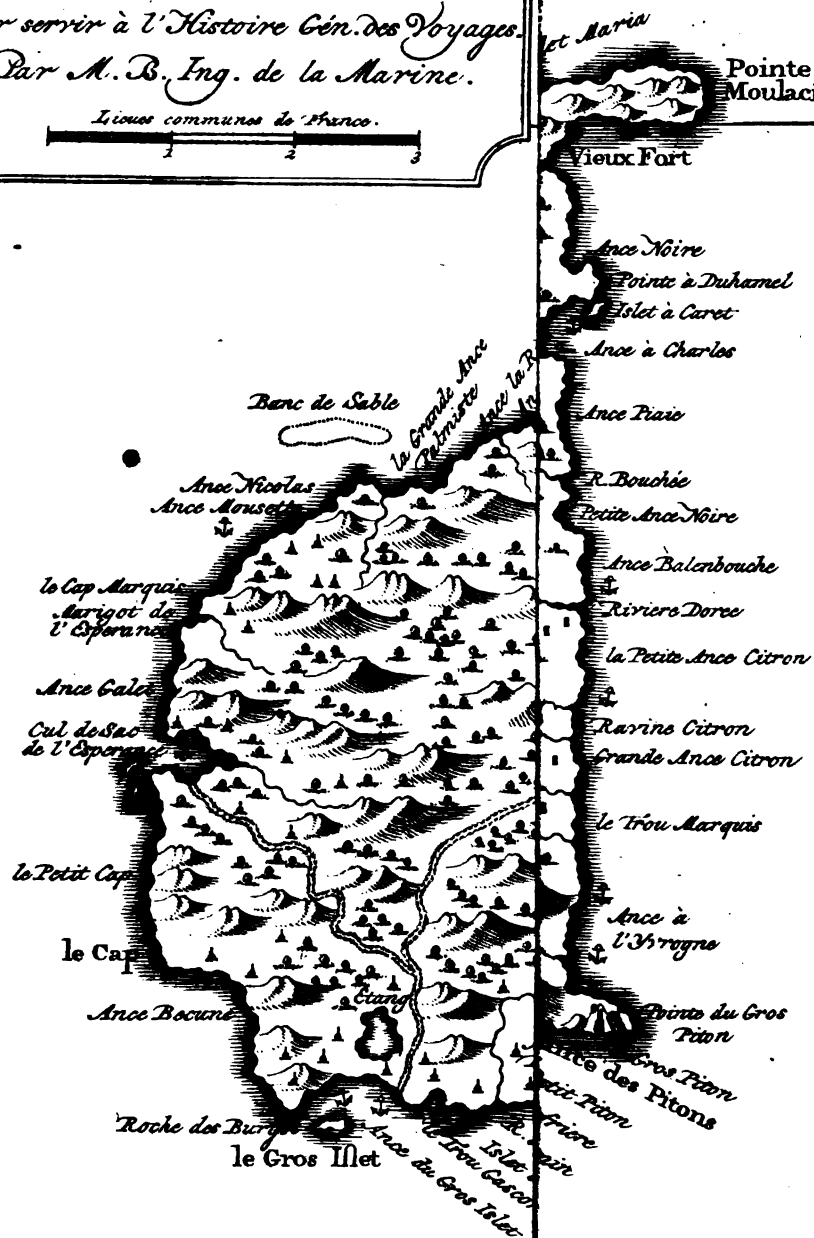 r servir à l'Histoire Gén. des Voyages.
Par M. B. Ing. de la Marine.
Lieues communes de France.
1 2 3
Maria
Pointe
Moulaci
Vieux Fort
Ance Noire
Pointe à Duhamel
Islet à Caret
Ance à Charles
Ance Piaie
R. Bouchée
Petite Ance Noire
Ance Balenbouche
Riviere Doree
la Petite Ance Citron
Ravine Citron
Grande Ance Citron
le Trou Marquis
Ance à
l'Yvrogne
Pointe du Gros
Piton
Gros Piton
des Pitons
Piton
Banc de Sable
la Grande Ance
Palmiste
Ance la R
Ance Nicolas
Ance Mousett
le Cap Marquis
Marigot de
l'Esperance
Ance Galet
Cul de Sac
de l'Esperance
le Petit Cap
le Cap
Ance Becune
Etang
Roche des Burg
le Gros Islet
Ance du Gros Islet
le Trou Gascon
Islet
R.